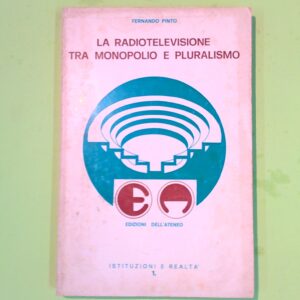 FERNANDO PINTO
LA RADIOTELEVISIONE
TRA MONOPOLIO E PLURALISMO
EDIZIONI DELL'ATENEO
ISTITUZIONI E REALTA'
1.